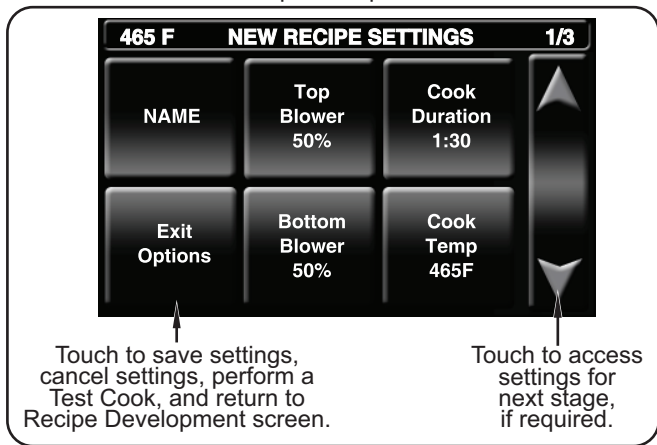 465 F NEW RECIPE SETTINGS 1/3
NAME
Top
Blower
50%
Cook
Duration
1:30
Exit
Options
Bottom
Blower
50%
Cook
Temp
465F
Touch to save settings,
cancel settings, perform a
Test Cook, and return to
Recipe Development screen.
Touch to access
settings for
next stage,
if required.